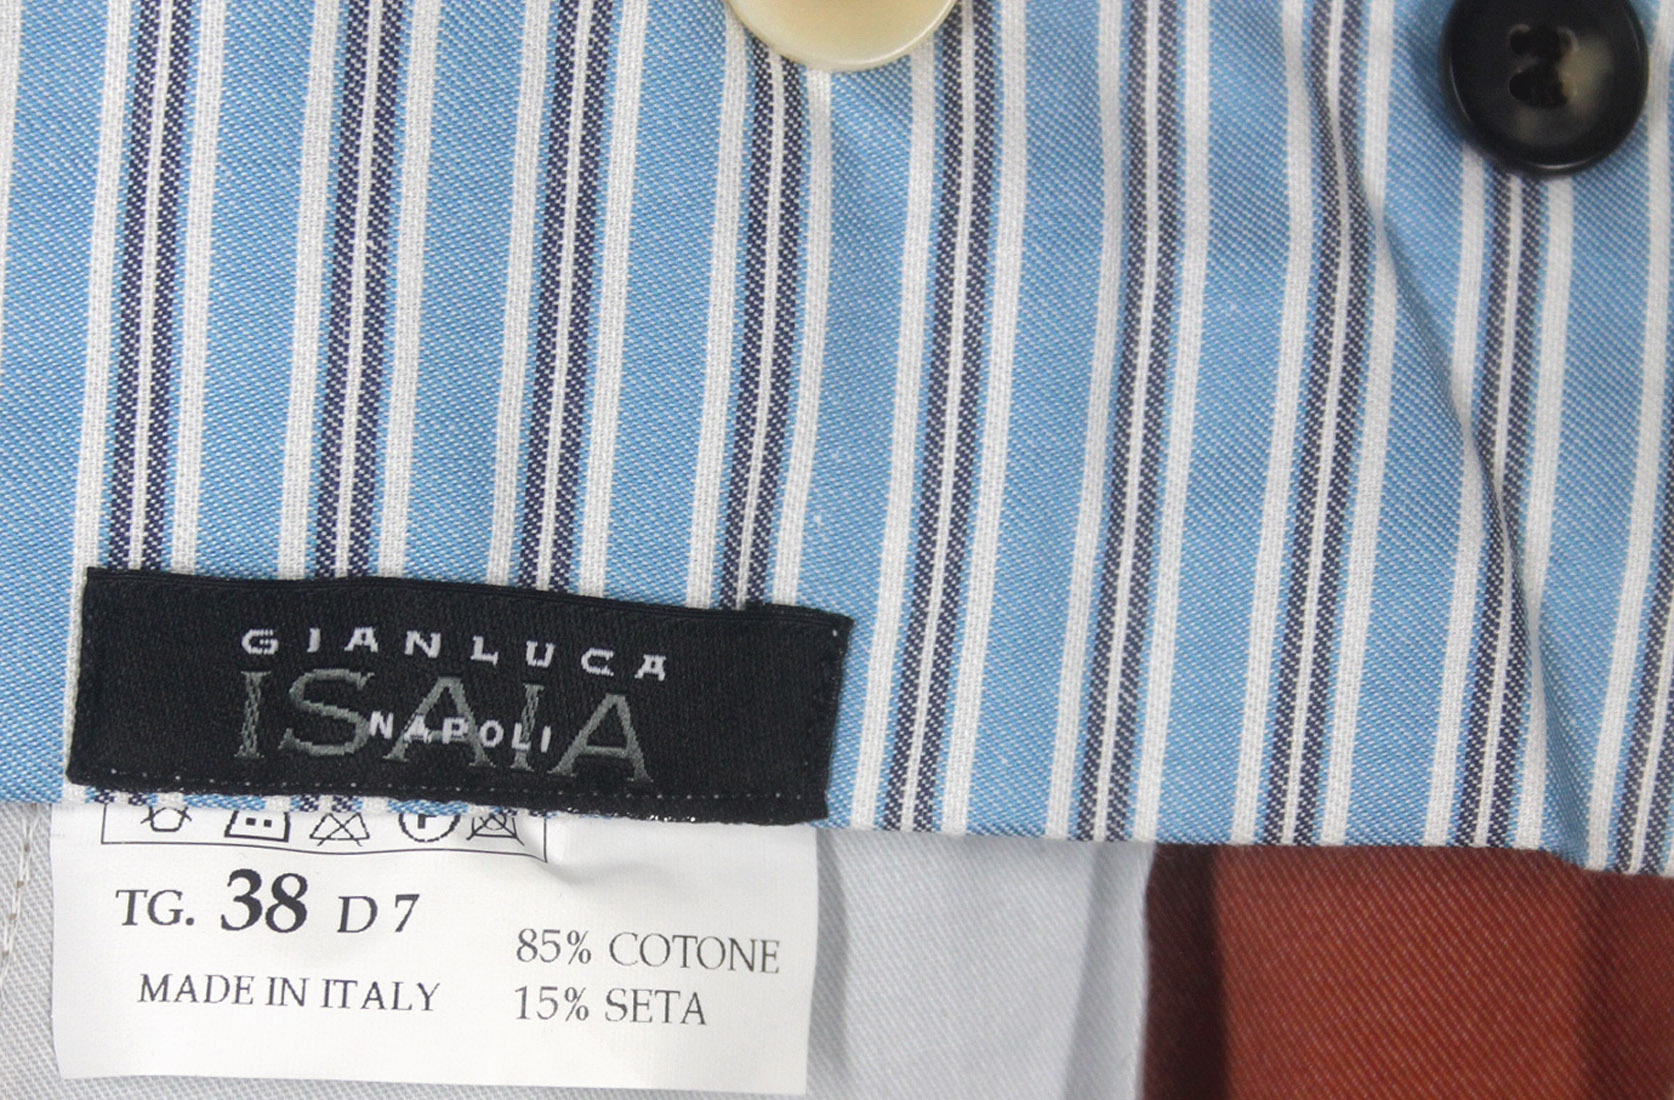 GIANLUCA
ISAIA
NAPOLI
TG. 38 D 7
85% COTONE
MADE IN ITALY
15% SETA